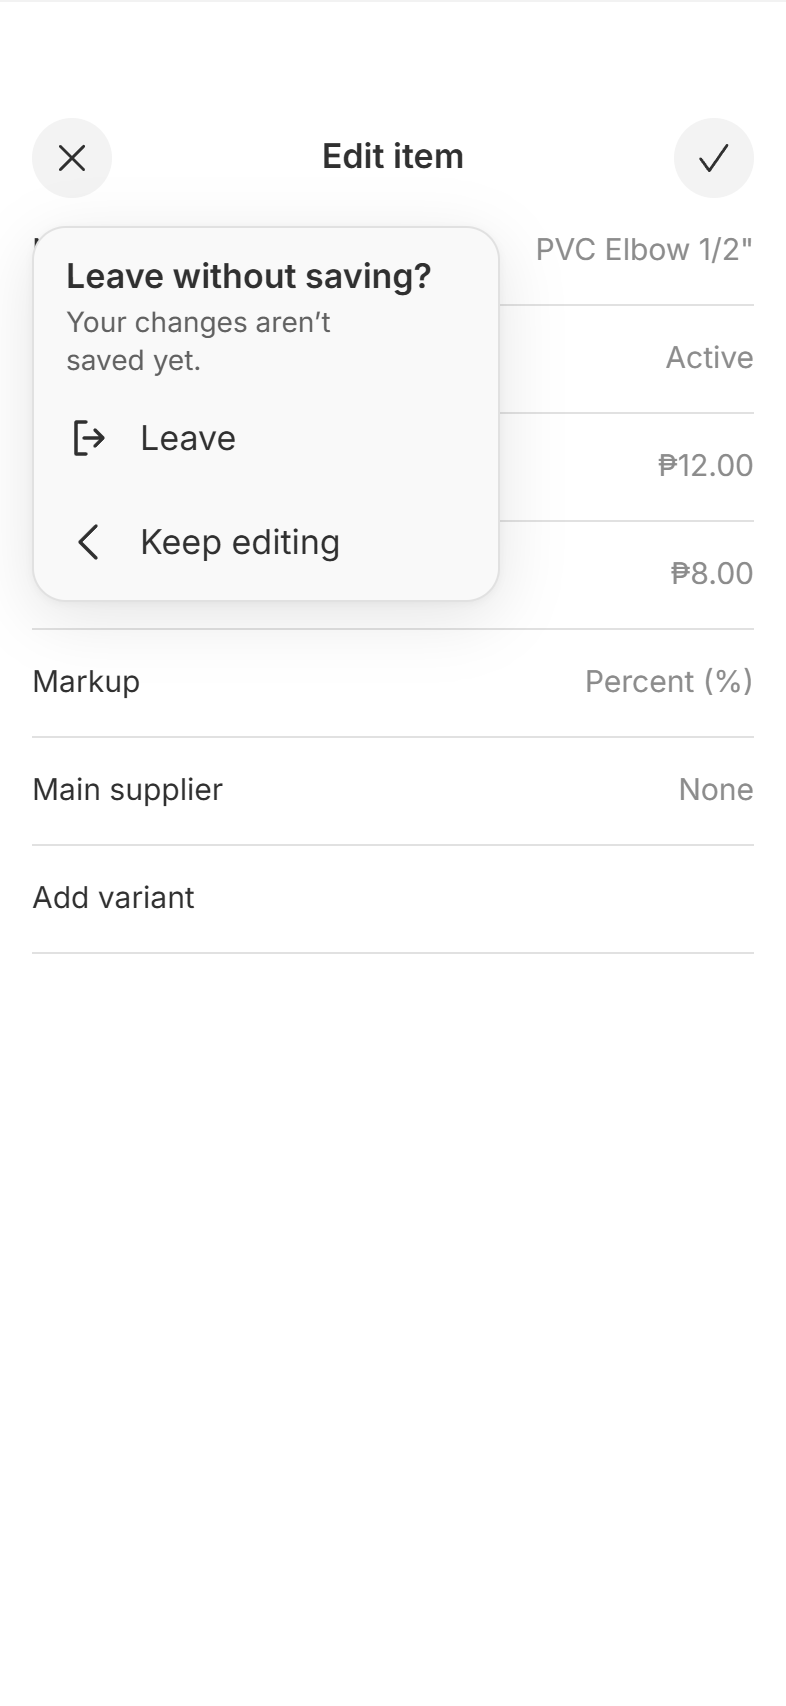 Edit item
PVC Elbow 1/2"
Leave without saving?
Your changes aren’t
saved yet.
Active
Leave
₱12.00
Keep editing
₱8.00
Markup
Percent (%)
Main supplier
None
Add variant